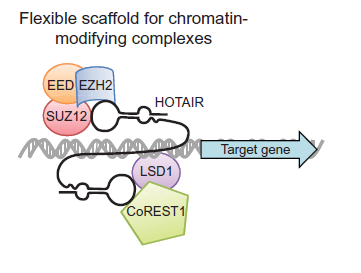 Flexible scaffold for chromatin-
modifying complexes
EED EZH2
HOTAIR
SUZ12
Target gene
LSD1
CoREST1